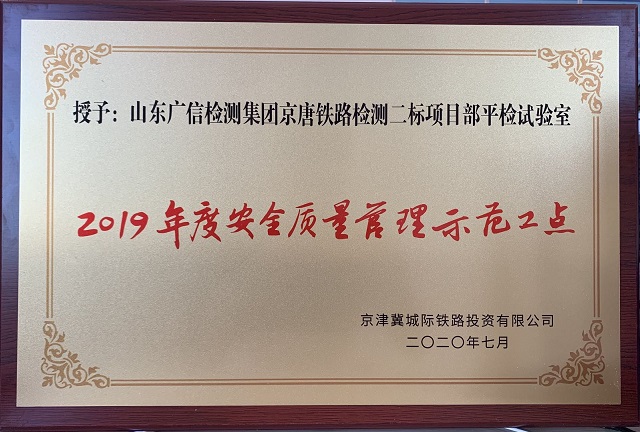 授予：山东广信检测集团京唐铁路检测二标项目部平检试验室
2019年度安全质量管理示范工点
京津冀城际铁路投资有限公司
二〇二〇年七月